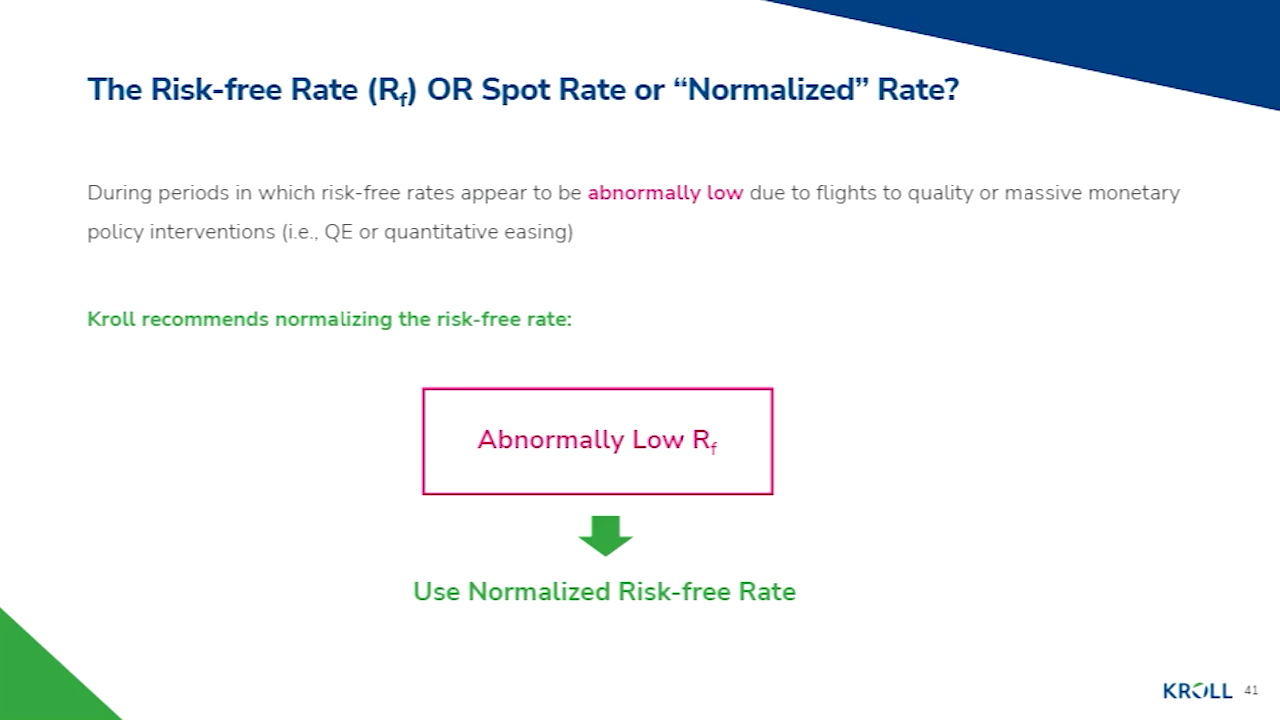 The Risk-free Rate (Rf) OR Spot Rate or “Normalized” Rate?
During periods in which risk-free rates appear to be abnormally low due to flights to quality or massive monetary
policy interventions (i.e., QE or quantitative easing)
Kroll recommends normalizing the risk-free rate:
Abnormally Low Rf
Use Normalized Risk-free Rate
KROLL 41